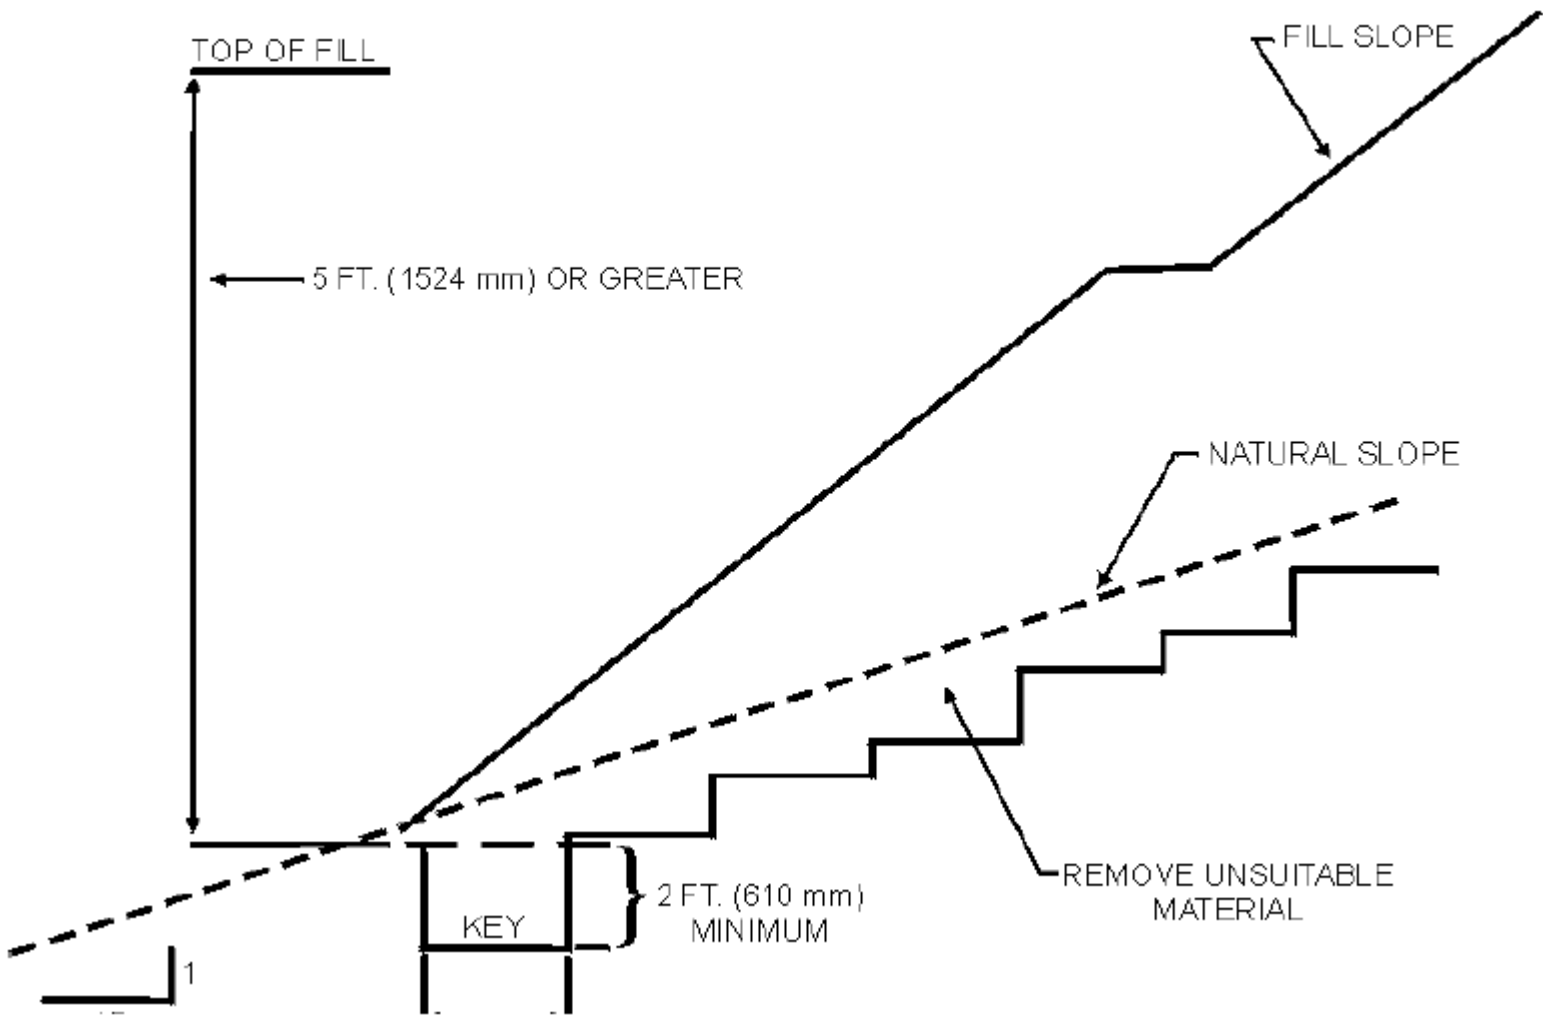 TOP OF FILL
FILL SLOPE
5 FT. (1524 mm) OR GREATER
NATURAL SLOPE
REMOVE UNSUITABLE
MATERIAL
2 FT. (610 mm)
MINIMUM
KEY
1